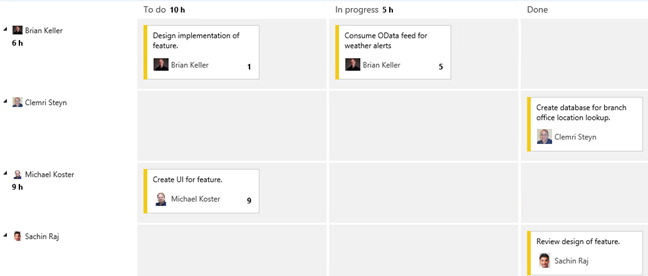 To do 10 h
In progress 5 h
Done
Brian Keller
6 h
Design implementation of
feature.
Brian Keller 1
Consume OData feed for
weather alerts
Brian Keller 5
Clemri Steyn
Create database for branch
office location lookup.
Clemri Steyn
Michael Koster
9 h
Create UI for feature.
Michael Koster 9
Sachin Raj
Review design of feature.
Sachin Raj